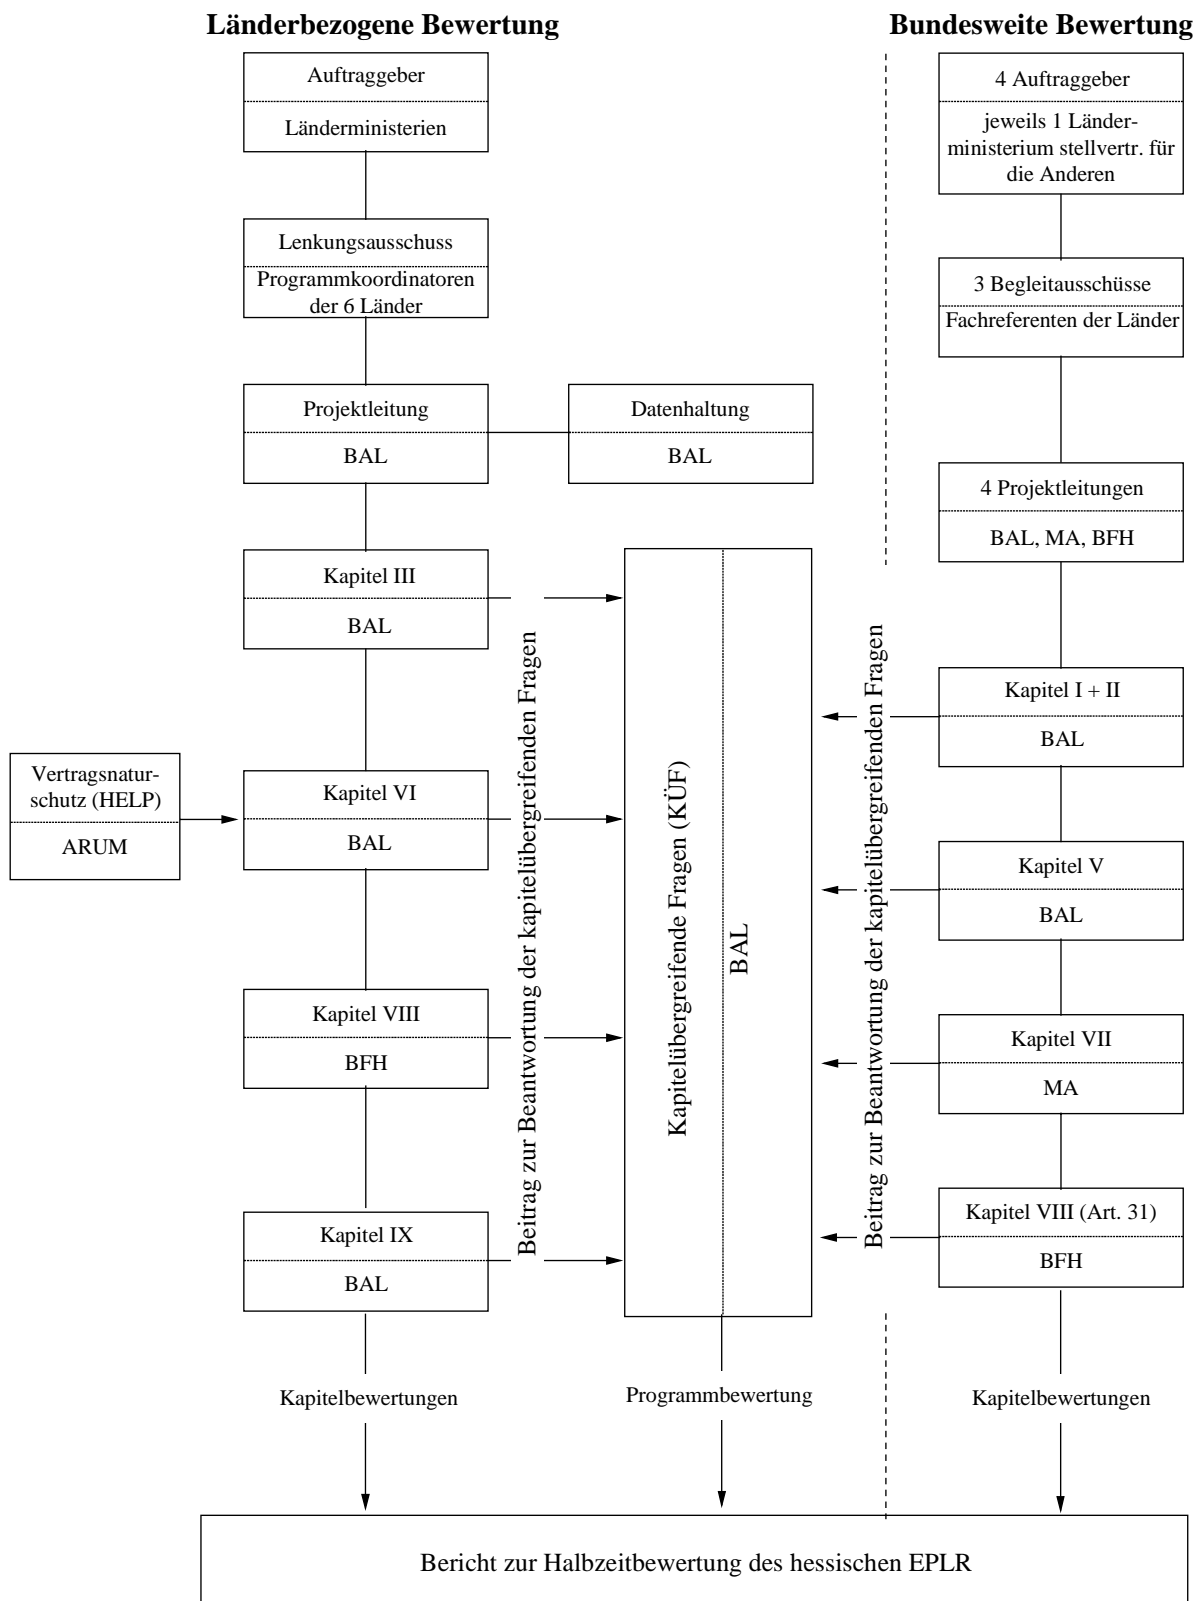 Länderbezogene Bewertung
Auftraggeber
Länderministerien
Lenkungsausschuss
Programmkoordinatoren
der 6 Länder
Projektleitung
BAL
Datenhaltung
BAL
Kapitel III
BAL
Vertragsnatur-
schutz (HELP)
ARUM
Kapitel VI
BAL
Kapitel VIII
BFH
Kapitel IX
BAL
Beitrag zur Beantwortung der kapitelübergreifenden Fragen
Kapitelübergreifende Fragen (KÜF)
BAL
Beitrag zur Beantwortung der kapitelübergreifenden Fragen
Bundesweite Bewertung
4 Auftraggeber
jeweils 1 Länder-
ministerium stellvertr. für
die Anderen
3 Begleitausschüsse
Fachreferenten der Länder
4 Projektleitungen
BAL, MA, BFH
Kapitel I + II
BAL
Kapitel V
BAL
Kapitel VII
MA
Kapitel VIII (Art. 31)
BFH
Kapitelbewertungen
Programmbewertung
Kapitelbewertungen
Bericht zur Halbzeitbewertung des hessischen EPLR